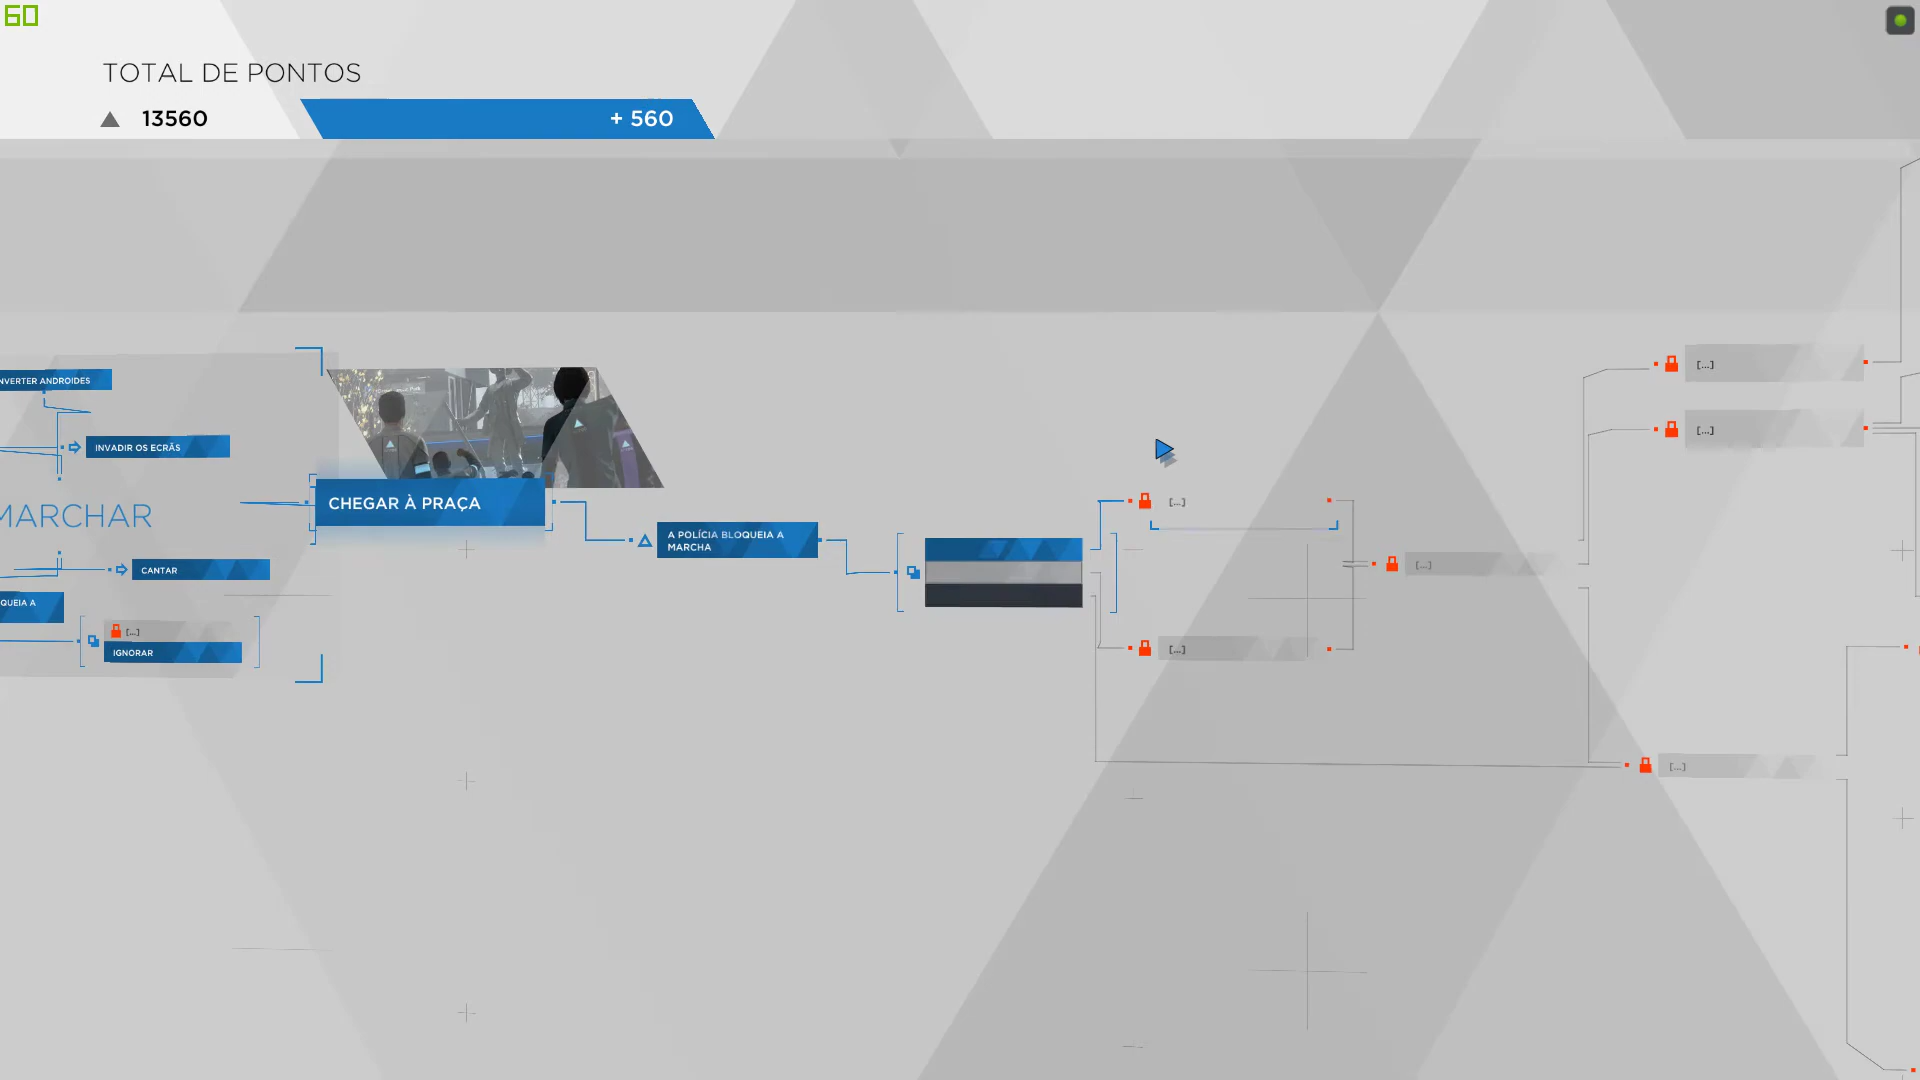 60
TOTAL DE PONTOS
13560
+ 560
NVERTER ANDROIDES
INVADIR OS ECRÃS
MARCHAR
CHEGAR À PRAÇA
A POLÍCIA BLOQUEIA A
MARCHA
CANTAR
QUEIA A
[...]
IGNORAR
[...]
[...]
[...]
[...]
[...]
[...]